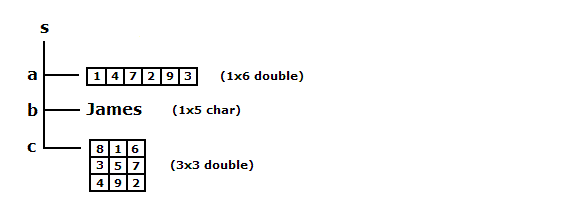 s
a 1 4 7 2 9 3 (1x6 double)
b James (1x5 char)
c 8 1 6
3 5 7 (3x3 double)
4 9 2